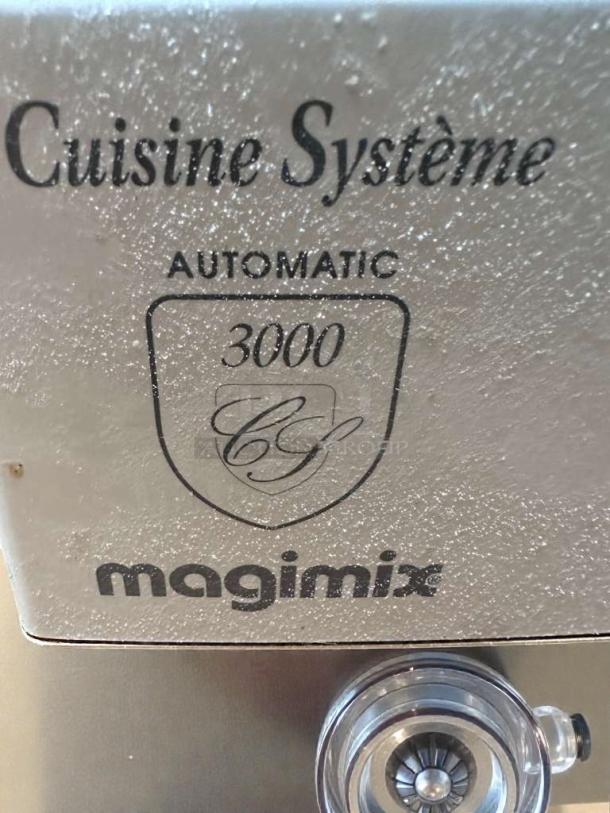 Cuisine Système
AUTOMATIC
3000
CS
magimix